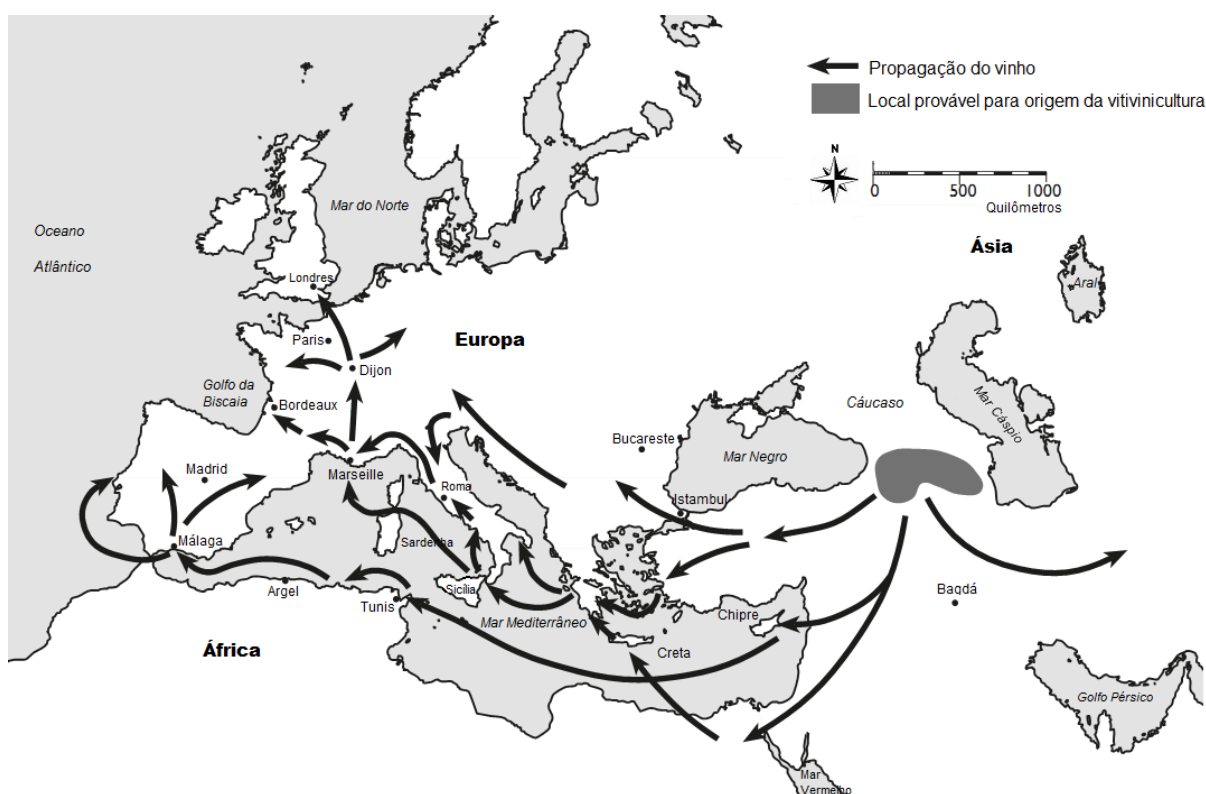 Propagação do vinho
Local provável para origem da vitivinicultura
N
0 500 1000
Quilômetros
Mar do Norte
Oceano
Atlântico
Ásia
Aral
Londres
Paris
Europa
Dijon
Golfo da
Biscaia
Bordeaux
Cáucaso
Mar Cáspio
Bucareste
Mar Negro
Madrid
Marseille
Roma
Istambul
Málaga
Sardenha
Argel
Sicília
Bagdá
Tunis
Chipre
Mar Mediterrâneo
África
Creta
Golfo Pérsico
Mar
Vermelho